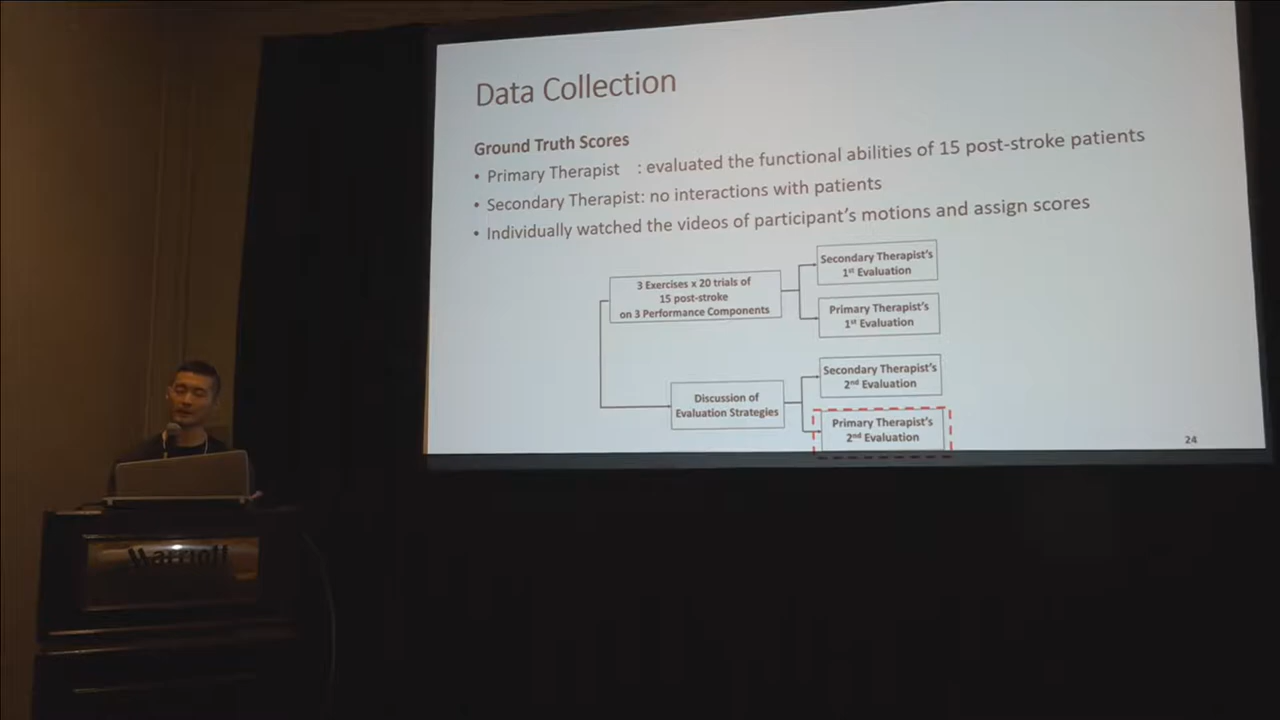 Data Collection
Ground Truth Scores
• Primary Therapist : evaluated the functional abilities of 15 post-stroke patients
• Secondary Therapist: no interactions with patients
• Individually watched the videos of participant's motions and assign scores
3 Exercises x 20 trials of
15 post-stroke
on 3 Performance Components
Secondary Therapist's
1st Evaluation
Primary Therapist's
1st Evaluation
Discussion of
Evaluation Strategies
Secondary Therapist's
2nd Evaluation
Primary Therapist's
2nd Evaluation
24
Marriott